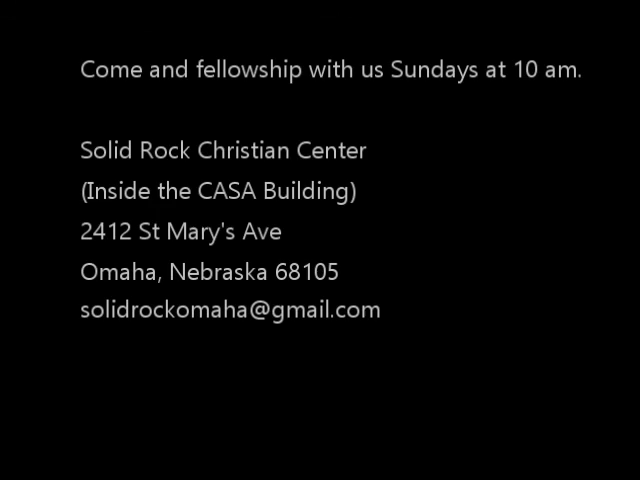 Come and fellowship with us Sundays at 10 am.
Solid Rock Christian Center
(Inside the CASA Building)
2412 St Mary's Ave
Omaha, Nebraska 68105
solidrockomaha@gmail.com